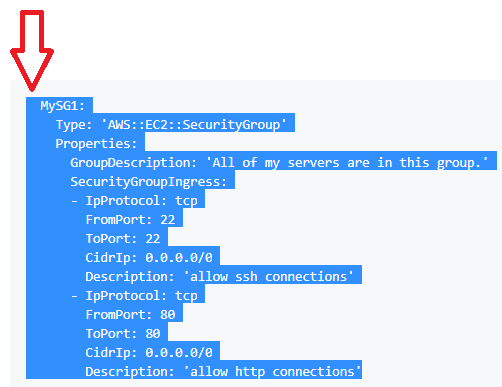 MySG1:
Type: 'AWS::EC2::SecurityGroup'
Properties:
GroupDescription: 'All of my servers are in this group.'
SecurityGroupIngress:
- IpProtocol: tcp
FromPort: 22
ToPort: 22
CidrIp: 0.0.0.0/0
Description: 'allow ssh connections'
- IpProtocol: tcp
FromPort: 80
ToPort: 80
CidrIp: 0.0.0.0/0
Description: 'allow http connections'